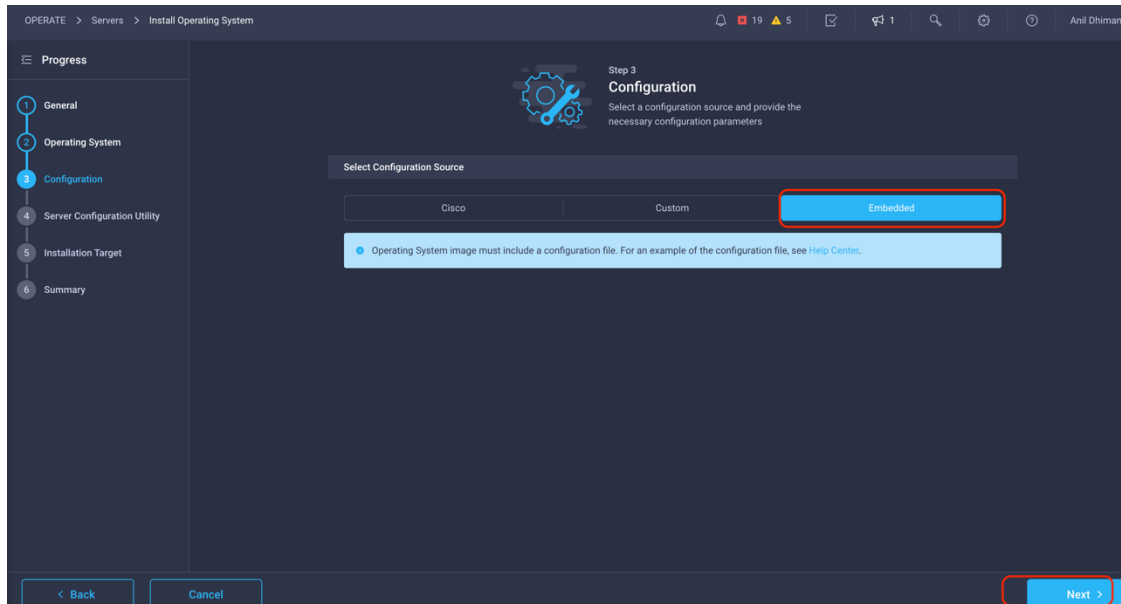 OPERATE > Servers > Install Operating System
19 5 1 Anil Dhiman
Progress
1 General
2 Operating System
3 Configuration
4 Server Configuration Utility
5 Installation Target
6 Summary
Step 3
Configuration
Select a configuration source and provide the
necessary configuration parameters
Select Configuration Source
Cisco Custom Embedded
Operating System image must include a configuration file. For an example of the configuration file, see Help Center.
< Back Cancel Next >